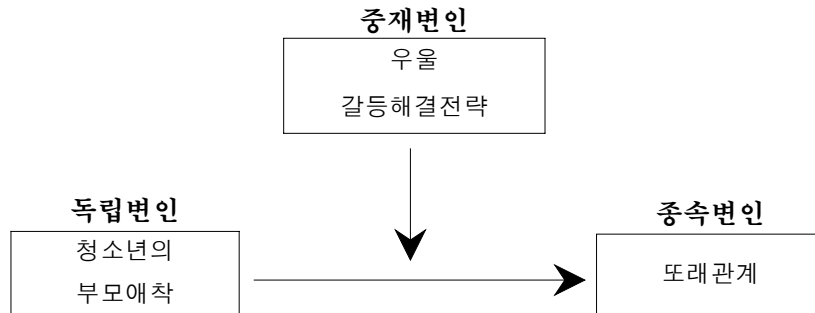 중재변인
우울
갈등해결전략
독립변인
청소년의
부모애착
종속변인
또래관계